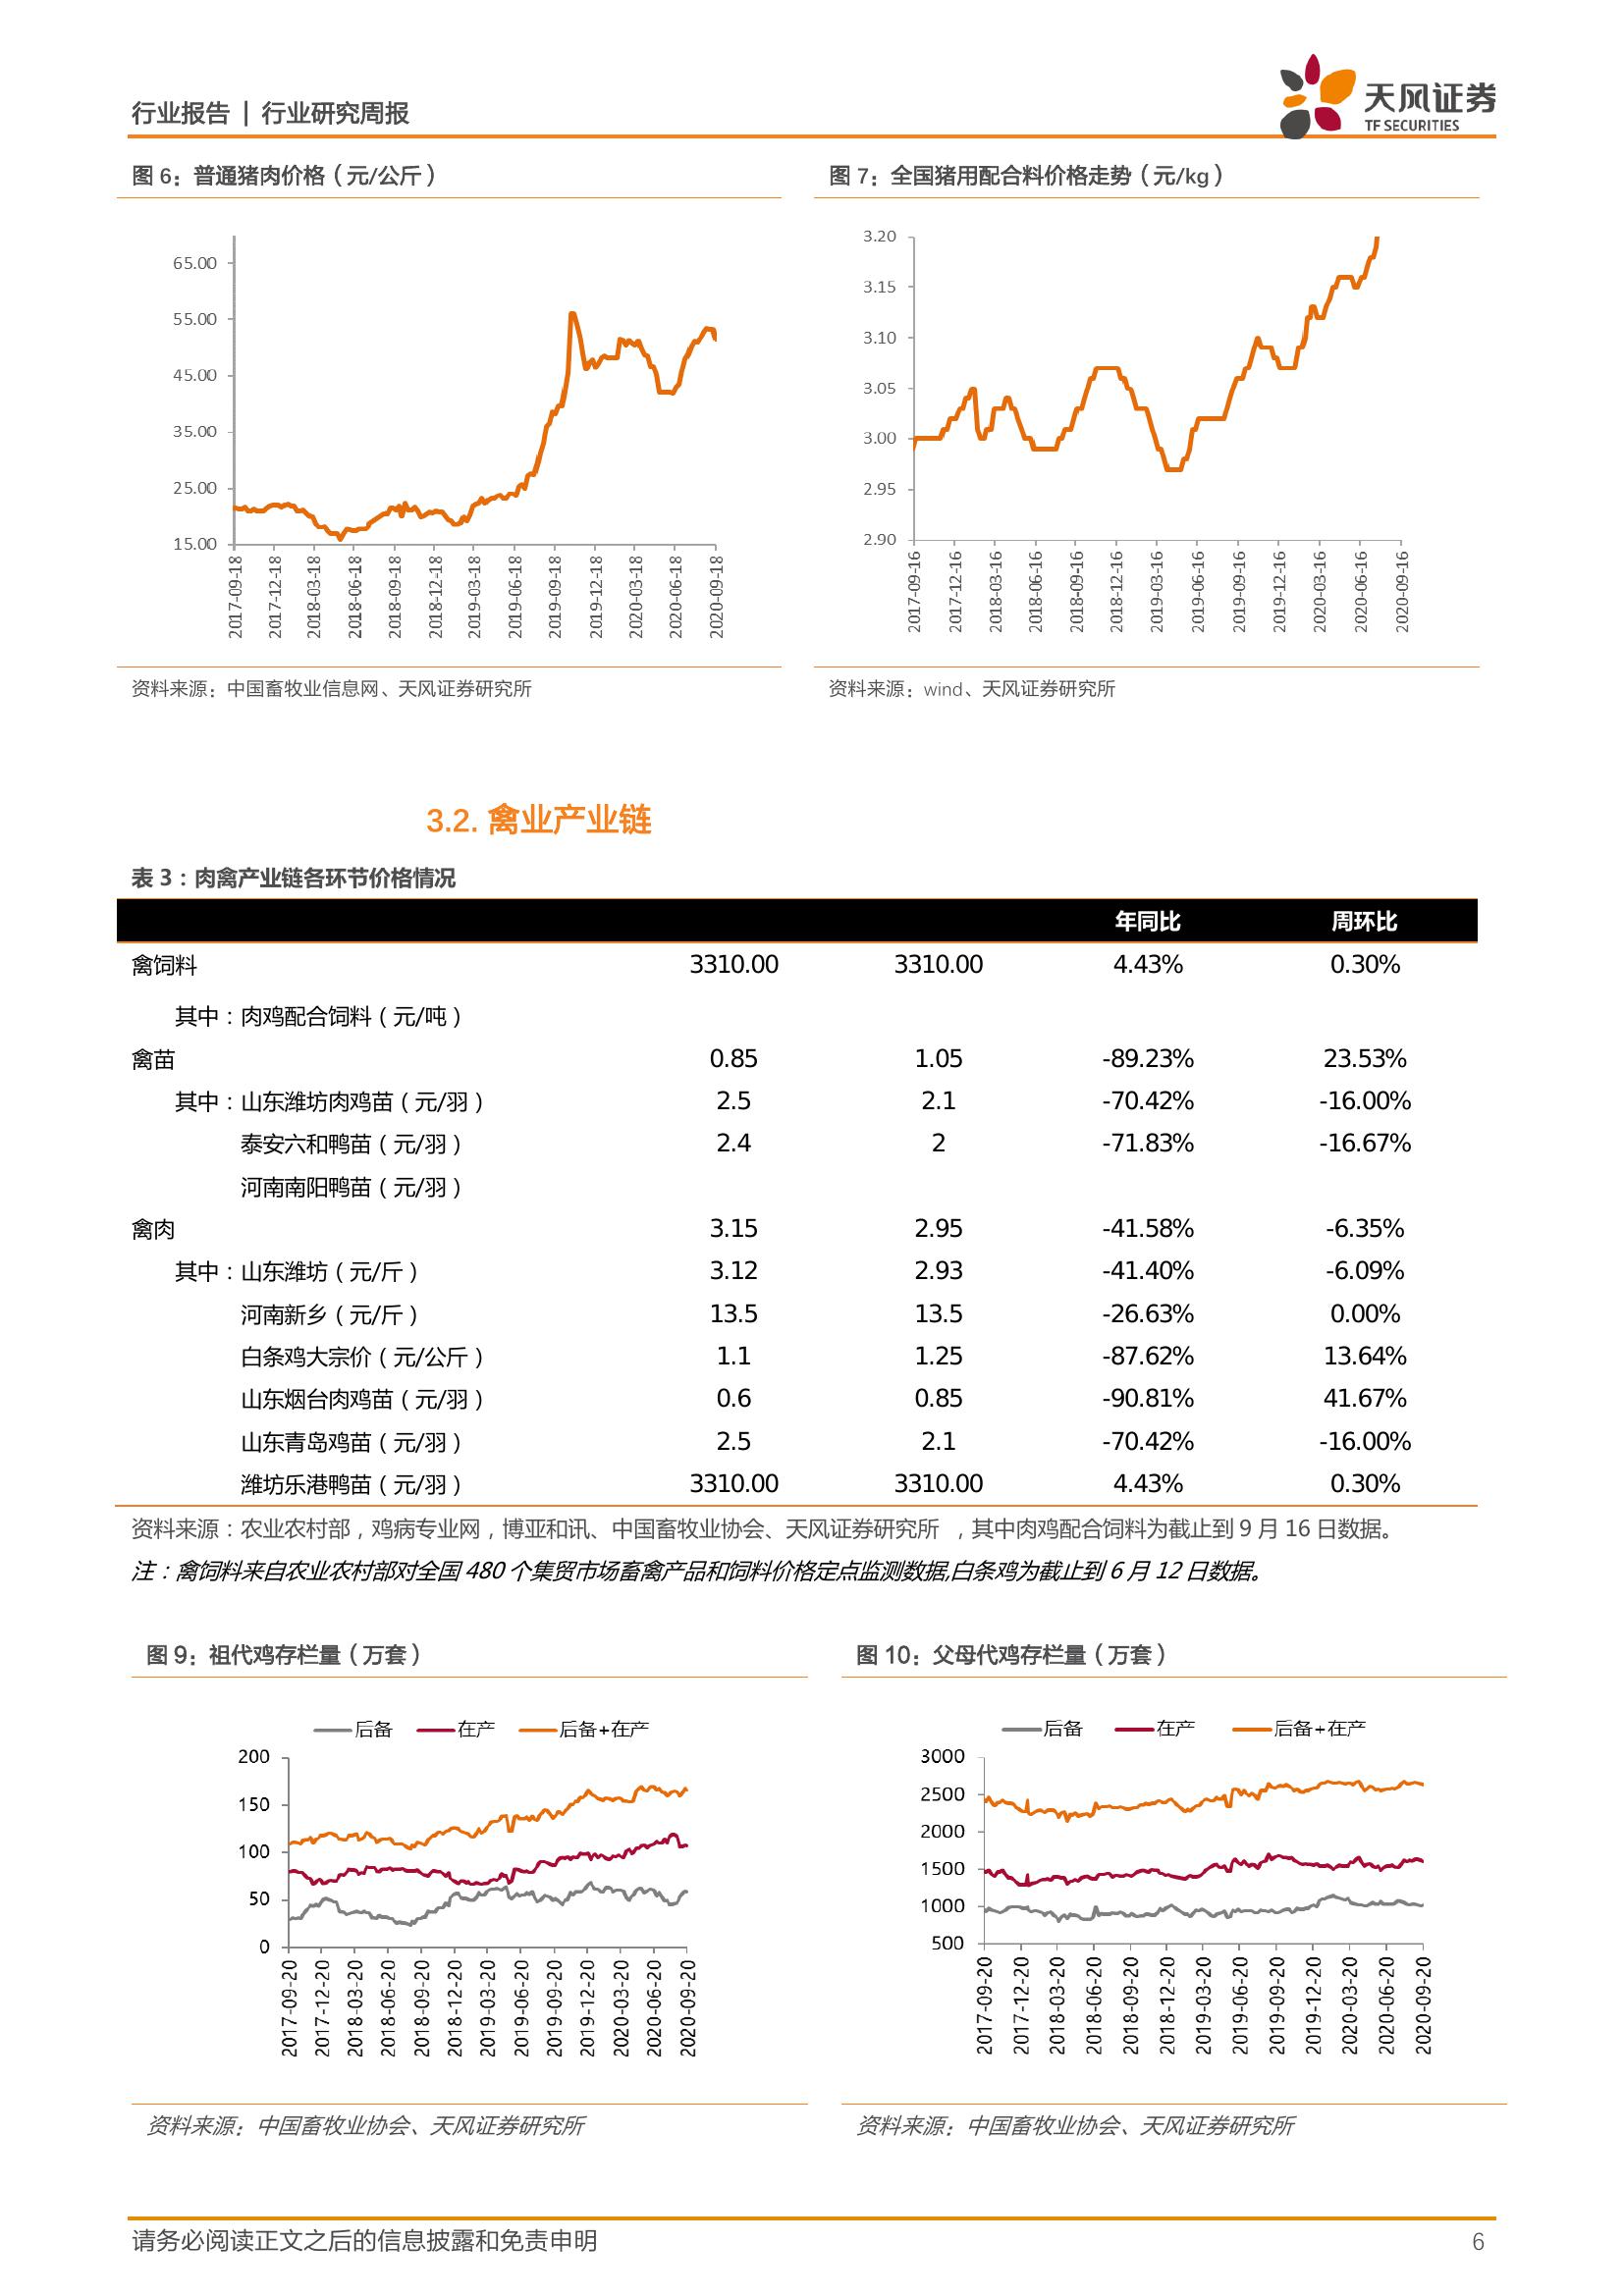 行业报告 | 行业研究周报
天风证券
TF SECURITIES
图 6：普通猪肉价格（元/公斤）
65.00
55.00
45.00
35.00
25.00
15.00
2017-09-18
2017-12-18
2018-03-18
2018-06-18
2018-09-18
2018-12-18
2019-03-18
2019-06-18
2019-09-18
2019-12-18
2020-03-18
2020-06-18
2020-09-18
资料来源：中国畜牧业信息网、天风证券研究所
图 7：全国猪用配合料价格走势（元/kg）
3.20
3.15
3.10
3.05
3.00
2.95
2.90
2017-09-16
2017-12-16
2018-03-16
2018-06-16
2018-09-16
2018-12-16
2019-03-16
2019-06-16
2019-09-16
2019-12-16
2020-03-16
2020-06-16
2020-09-16
资料来源：wind、天风证券研究所
3.2. 禽业产业链
表 3：肉禽产业链各环节价格情况
年同比 周环比
禽饲料 3310.00 3310.00 4.43% 0.30%
其中：肉鸡配合饲料（元/吨）
禽苗 0.85 1.05 -89.23% 23.53%
其中：山东潍坊肉鸡苗（元/羽） 2.5 2.1 -70.42% -16.00%
泰安六和鸭苗（元/羽） 2.4 2 -71.83% -16.67%
河南南阳鸭苗（元/羽）
禽肉 3.15 2.95 -41.58% -6.35%
其中：山东潍坊（元/斤） 3.12 2.93 -41.40% -6.09%
河南新乡（元/斤） 13.5 13.5 -26.63% 0.00%
白条鸡大宗价（元/公斤） 1.1 1.25 -87.62% 13.64%
山东烟台肉鸡苗（元/羽） 0.6 0.85 -90.81% 41.67%
山东青岛鸡苗（元/羽） 2.5 2.1 -70.42% -16.00%
潍坊乐港鸭苗（元/羽） 3310.00 3310.00 4.43% 0.30%
资料来源：农业农村部，鸡病专业网，博亚和讯、中国畜牧业协会、天风证券研究所 ，其中肉鸡配合饲料为截止到 9 月 16 日数据。
注：禽饲料来自农业农村部对全国 480 个集贸市场畜禽产品和饲料价格定点监测数据,白条鸡为截止到 6 月 12 日数据。
图 9：祖代鸡存栏量（万套）
后备 在产 后备+在产
200
150
100
50
0
2017-09-20
2017-12-20
2018-03-20
2018-06-20
2018-09-20
2018-12-20
2019-03-20
2019-06-20
2019-09-20
2019-12-20
2020-03-20
2020-06-20
2020-09-20
资料来源：中国畜牧业协会、天风证券研究所
图 10：父母代鸡存栏量（万套）
后备 在产 后备+在产
3000
2500
2000
1500
1000
500
2017-09-20
2017-12-20
2018-03-20
2018-06-20
2018-09-20
2018-12-20
2019-03-20
2019-06-20
2019-09-20
2019-12-20
2020-03-20
2020-06-20
2020-09-20
资料来源：中国畜牧业协会、天风证券研究所
请务必阅读正文之后的信息披露和免责申明
6